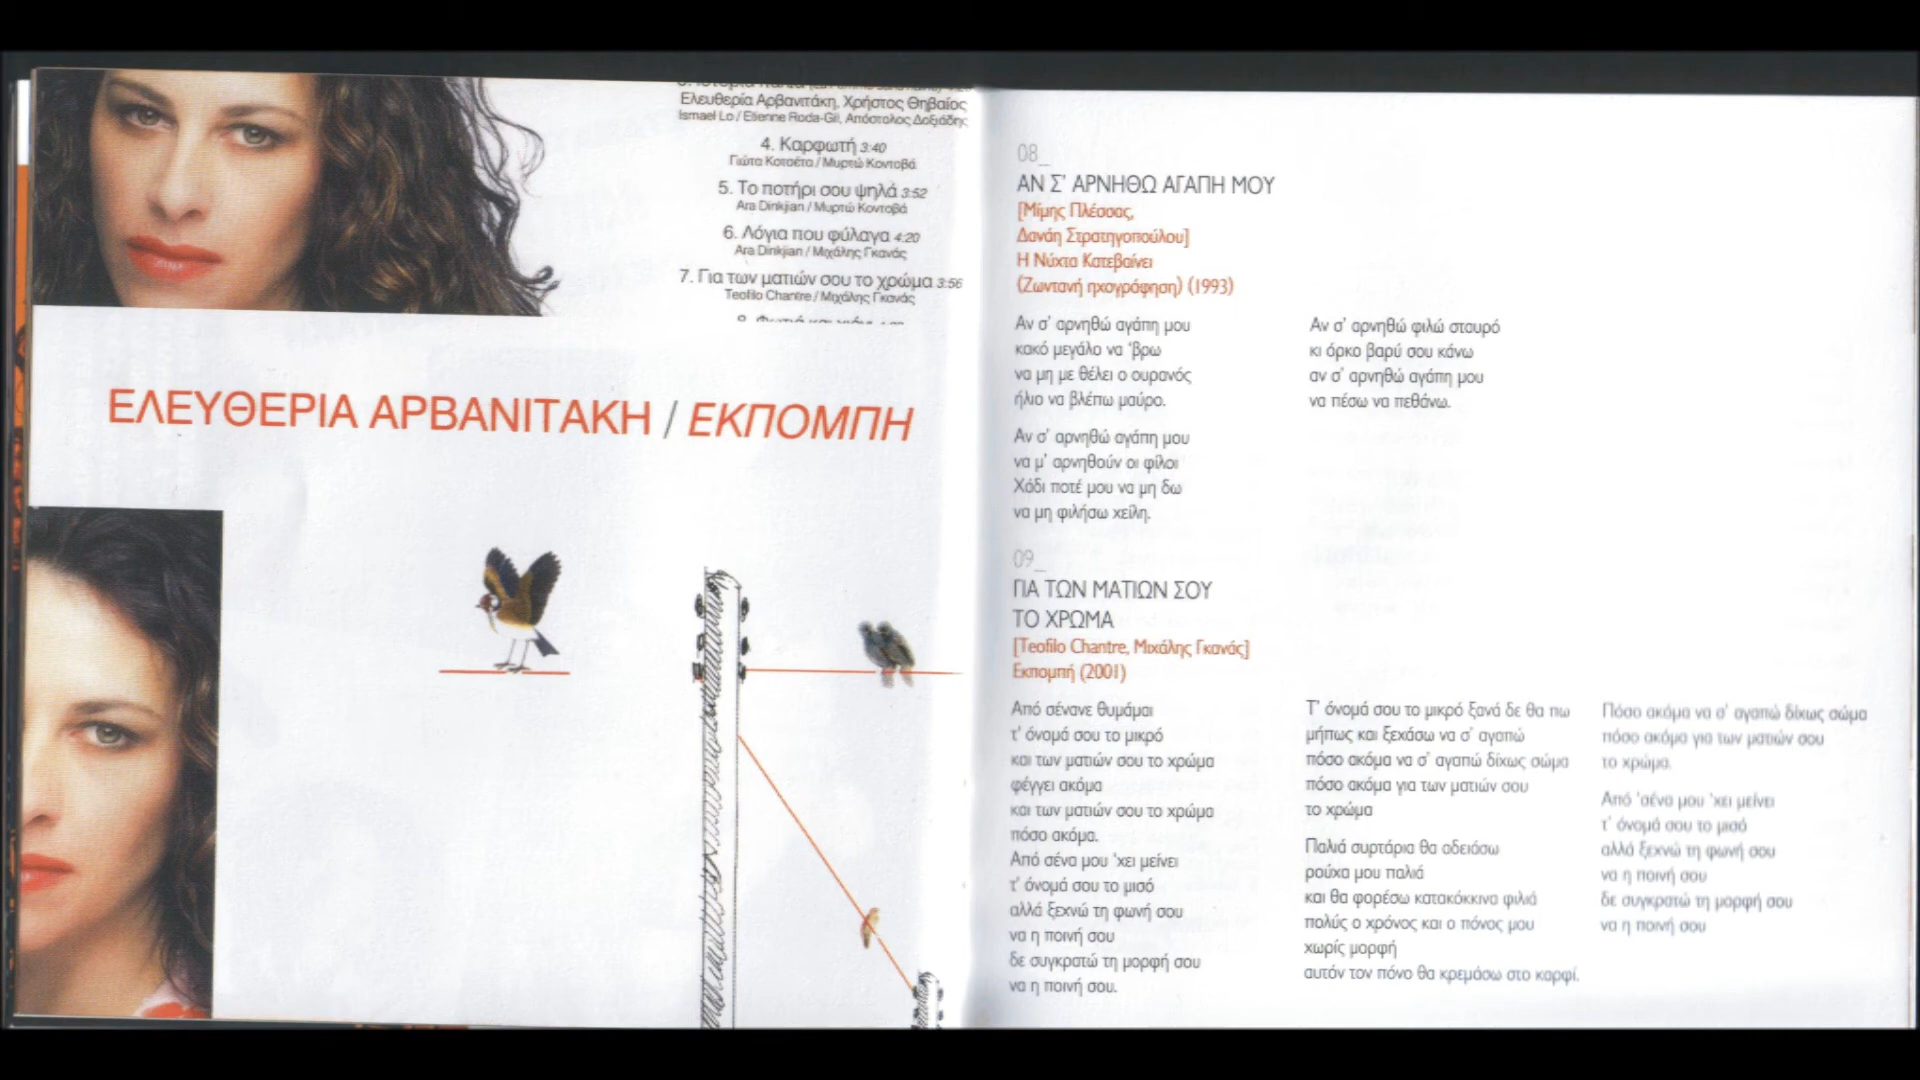 Ελευθερία Αρβανιτάκη, Χρήστος Θηβαίος
Ismael Lo / Etienne Roda-Gil, Απόστολος Δοξιάδης
4. Καρφωτή 3:40
Γιώτα Κοτσέτα / Μυρτώ Κοντοβά
5. Το ποτήρι σου ψηλά 3:52
Ara Dinkjian / Μυρτώ Κοντοβά
6. Λόγια που φύλαγα 4:20
Ara Dinkjian / Μιχάλης Γκανάς
7. Για των ματιών σου το χρώμα 3:56
Teofilo Chantre / Μιχάλης Γκανάς
ΕΛΕΥΘΕΡΙΑ ΑΡΒΑΝΙΤΑΚΗ / ΕΚΠΟΜΠΗ
08_
ΑΝ Σ' ΑΡΝΗΘΩ ΑΓΑΠΗ ΜΟΥ
[Μίμης Πλέσσας,
Δανάη Στρατηγοπούλου]
Η Νύχτα Κατεβαίνει
(Ζωντανή ηχογράφηση) (1993)
Αν σ' αρνηθώ αγάπη μου
κακό μεγάλο να 'βρω
να μη με θέλει ο ουρανός
ήλιο να βλέπω μαύρο.
Αν σ' αρνηθώ αγάπη μου
να μ' αρνηθούν οι φίλοι
Χάδι ποτέ μου να μη δω
να μη φιλήσω χείλη.
Αν σ' αρνηθώ φιλώ σταυρό
κι όρκο βαρύ σου κάνω
αν σ' αρνηθώ αγάπη μου
να πέσω να πεθάνω.
09_
ΓΙΑ ΤΩΝ ΜΑΤΙΩΝ ΣΟΥ
ΤΟ ΧΡΩΜΑ
[Teofilo Chantre, Μιχάλης Γκανάς]
Εκπομπή (2001)
Από σένανε θυμάμαι
τ' όνομά σου το μικρό
και των ματιών σου το χρώμα
φέγγει ακόμα
και των ματιών σου το χρώμα
πόσο ακόμα.
Από σένα μου 'χει μείνει
τ' όνομά σου το μισό
αλλά ξεχνώ τη φωνή σου
να η ποινή σου
δε συγκρατώ τη μορφή σου
να η ποινή σου.
Τ' όνομά σου το μικρό ξανά δε θα πω
μήπως και ξεχάσω να σ' αγαπώ
πόσο ακόμα να σ' αγαπώ δίχως σώμα
πόσο ακόμα για των ματιών σου
το χρώμα
Παλιά συρτάρια θα αδειάσω
ρούχα μου παλιά
και θα φορέσω κατακόκκινα φιλιά
πολύς ο χρόνος και ο πόνος μου
χωρίς μορφή
αυτόν τον πόνο θα κρεμάσω στο καρφί.
Πόσο ακόμα να σ' αγαπώ δίχως σώμα
πόσο ακόμα για των ματιών σου
το χρώμα.
Από 'σένα μου 'χει μείνει
τ' όνομά σου το μισό
αλλά ξεχνώ τη φωνή σου
να η ποινή σου
δε συγκρατώ τη μορφή σου
να η ποινή σου